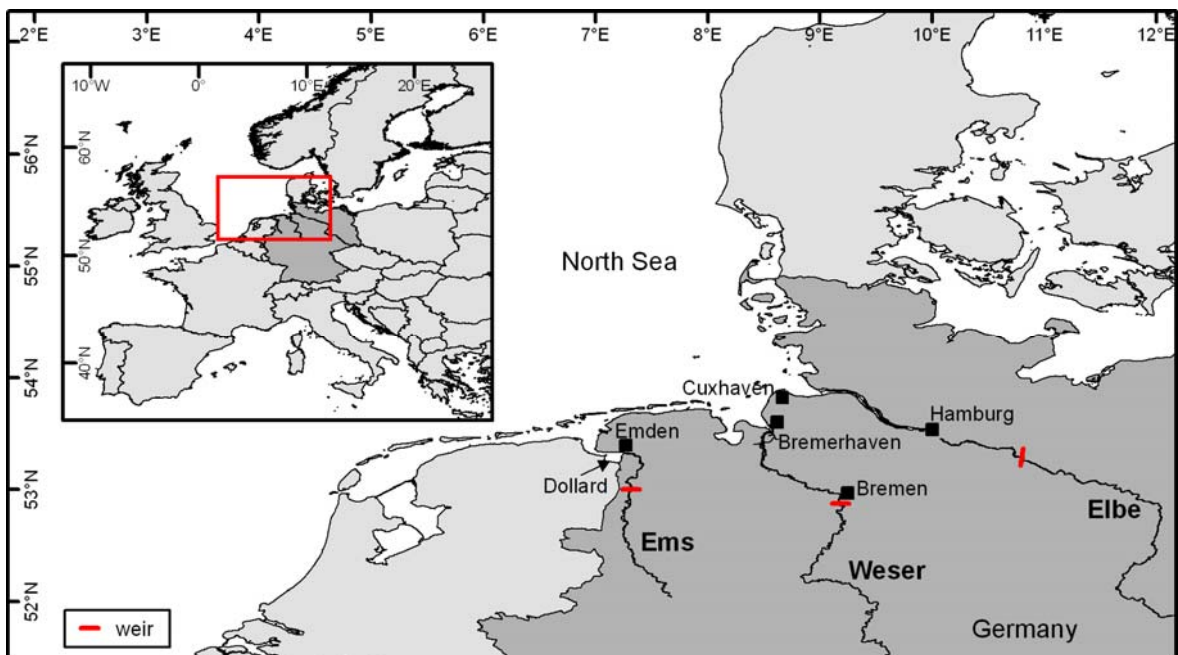 2°E 3°E 4°E 5°E 6°E 7°E 8°E 9°E 10°E 11°E 12°E
10°W 0° 10°E 20°E
60°N
50°N
40°N
56°N
55°N
54°N
53°N
52°N
North Sea
Cuxhaven
Hamburg
Emden
Bremerhaven
Dollard
Bremen
Elbe
Ems
Weser
weir
Germany